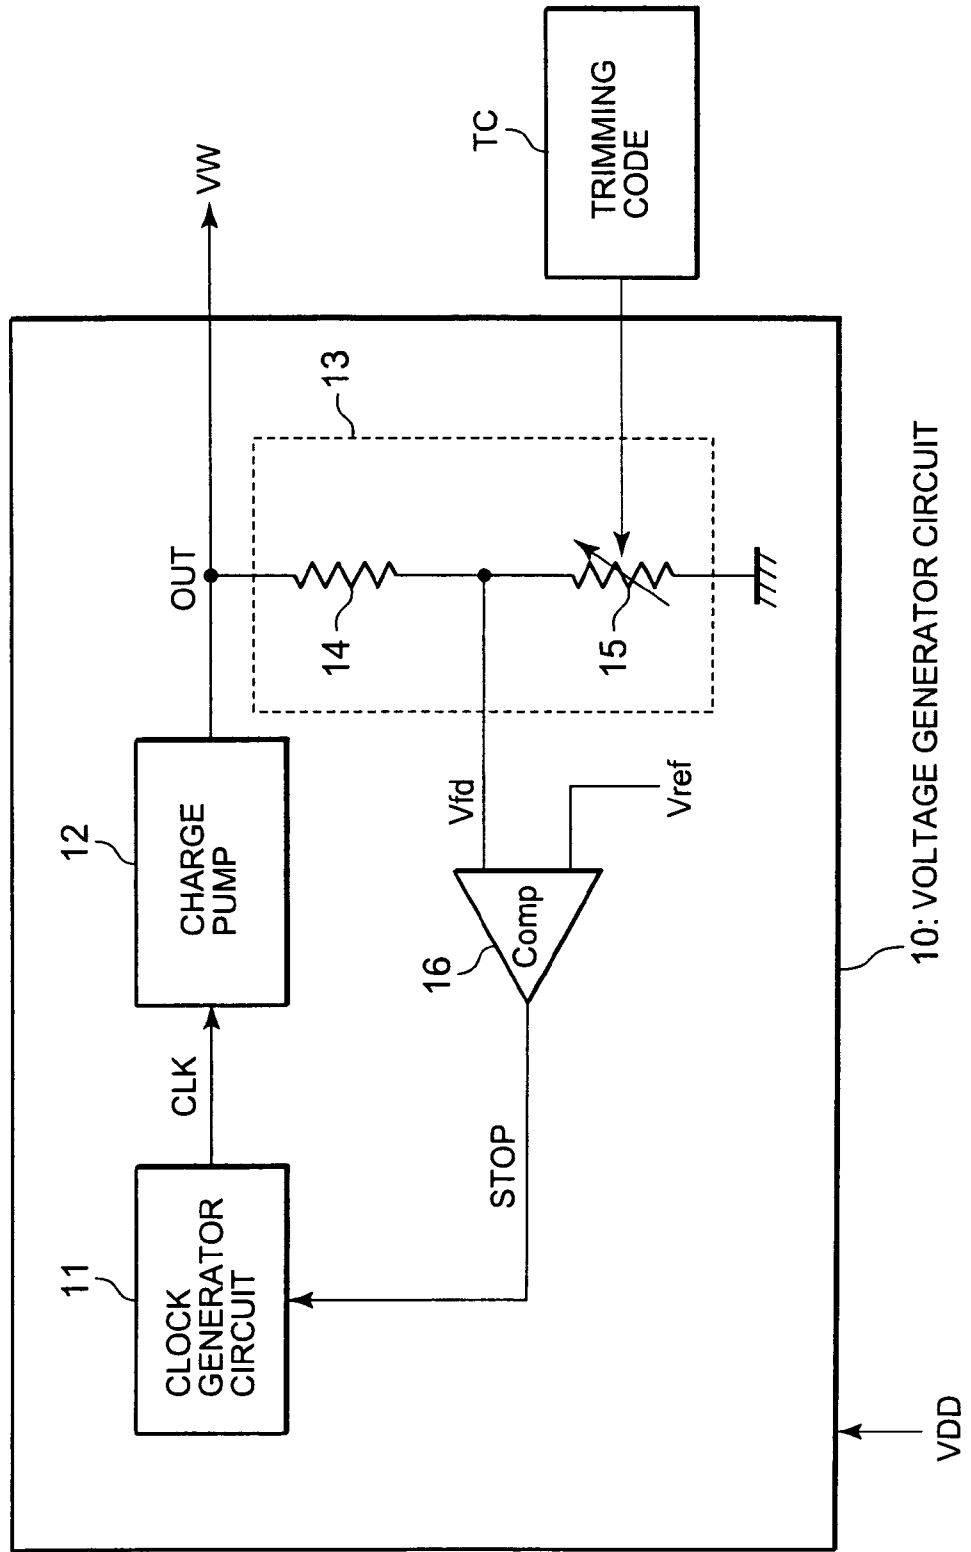 VW
TC
TRIMMING
CODE
OUT
13
14
15
12
CHARGE
PUMP
Vfd
Vref
16
Comp
CLK
STOP
11
CLOCK
GENERATOR
CIRCUIT
VDD
10: VOLTAGE GENERATOR CIRCUIT